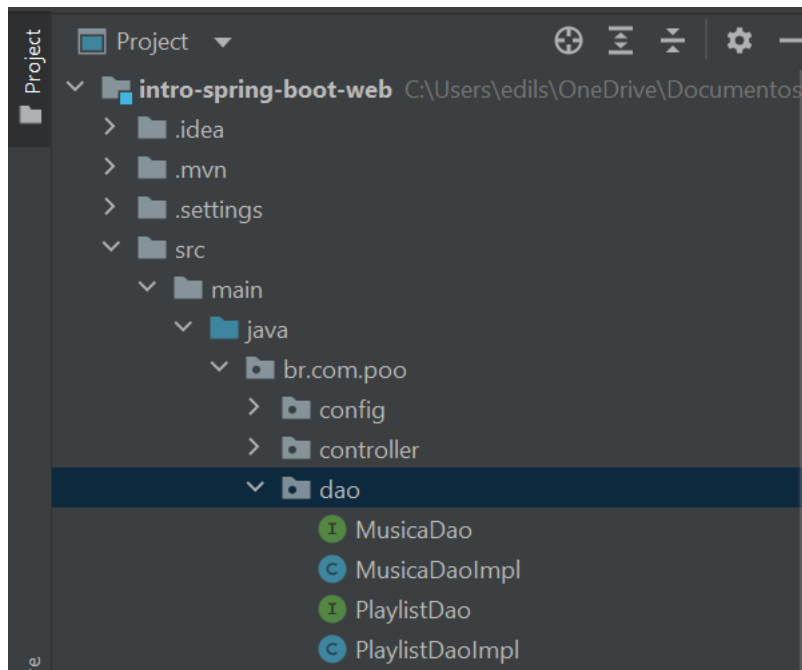 Project
Project
intro-spring-boot-web C:\Users\edils\OneDrive\Documentos
.idea
.mvn
.settings
src
main
java
br.com.poo
config
controller
dao
I MusicaDao
C MusicaDaoImpl
I PlaylistDao
C PlaylistDaoImpl